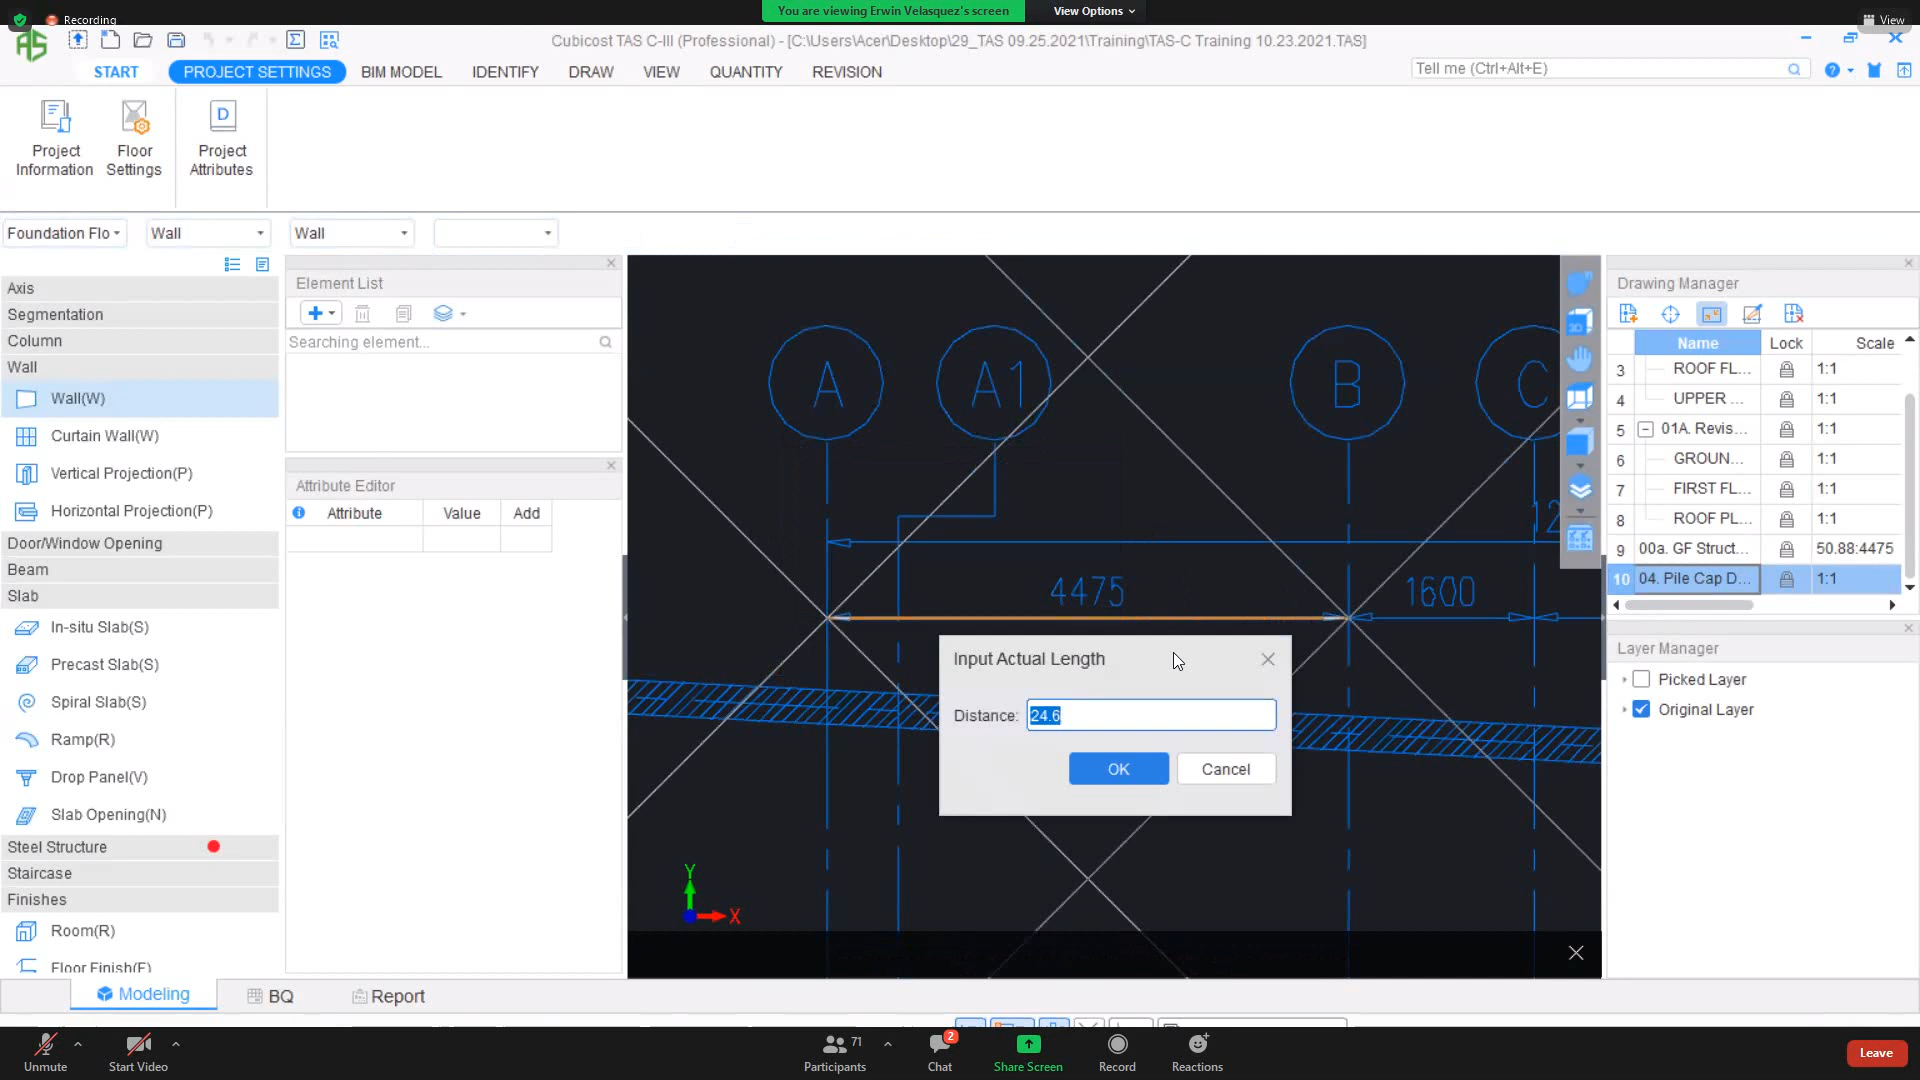 Recording
You are viewing Erwin Velasquez's screen
View Options
View
Cubicost TAS C-III (Professional) - [C:\Users\Acer\Desktop\29_TAS 09.25.2021\Training\TAS-C Training 10.23.2021.TAS]
START
PROJECT SETTINGS
BIM MODEL
IDENTIFY
DRAW
VIEW
QUANTITY
REVISION
Tell me (Ctrl+Alt+E)
Project Information
Floor Settings
Project Attributes
Foundation Flo
Wall
Wall
Axis
Segmentation
Column
Wall
Wall(W)
Curtain Wall(W)
Vertical Projection(P)
Horizontal Projection(P)
Door/Window Opening
Beam
Slab
In-situ Slab(S)
Precast Slab(S)
Spiral Slab(S)
Ramp(R)
Drop Panel(V)
Slab Opening(N)
Steel Structure
Staircase
Finishes
Room(R)
Floor Finish(F)
Element List
Searching element...
Attribute Editor
Attribute Value Add
A
A1
B
C
12
4475
1600
Input Actual Length
Distance: 24.6
OK
Cancel
Y
X
3D
Drawing Manager
Name Lock Scale
3 ROOF FL... 1:1
4 UPPER ... 1:1
5 01A. Revis... 1:1
6 GROUN... 1:1
7 FIRST FL... 1:1
8 ROOF PL... 1:1
9 00a. GF Struct... 50.88:4475
10 04. Pile Cap D... 1:1
Layer Manager
Picked Layer
Original Layer
Modeling
BQ
Report
Unmute
Start Video
71
Participants
2
Chat
Share Screen
Record
Reactions
Leave